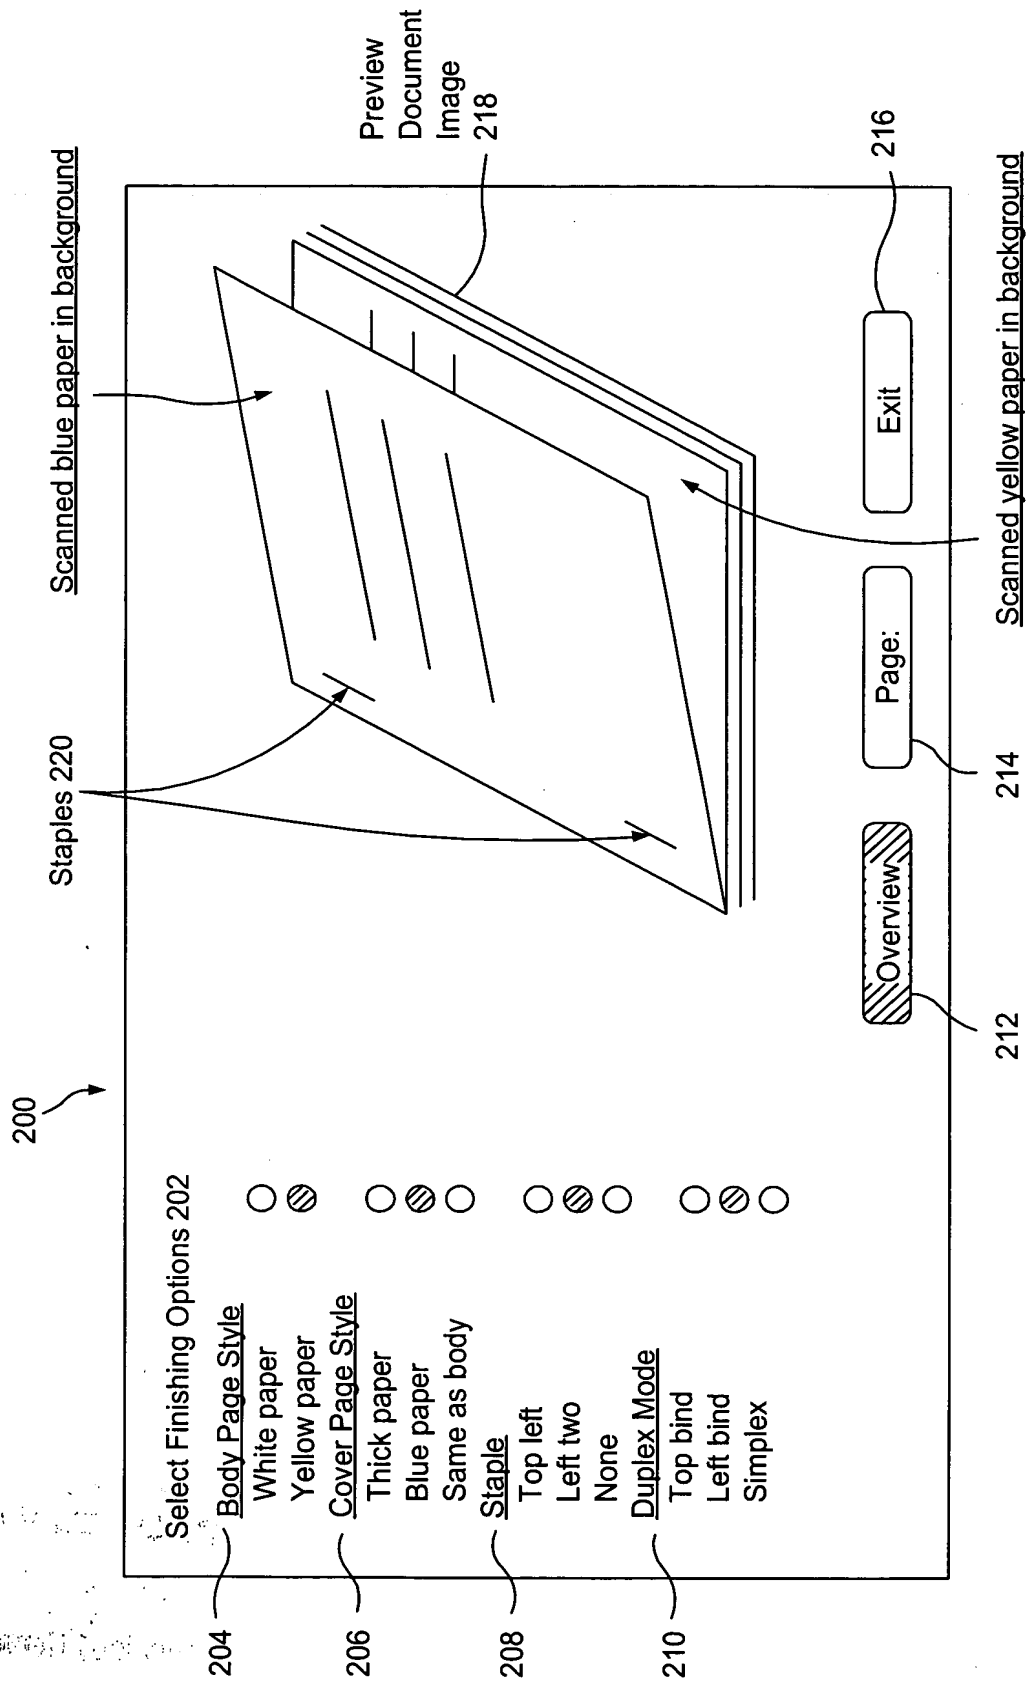 200
Staples 220
Scanned blue paper in background
Select Finishing Options 202
204
Body Page Style
White paper
Yellow paper
206
Cover Page Style
Thick paper
Blue paper
Same as body
208
Staple
Top left
Left two
None
210
Duplex Mode
Top bind
Left bind
Simplex
Preview
Document
Image
218
Overview
Page:
Exit
216
212
214
Scanned yellow paper in background